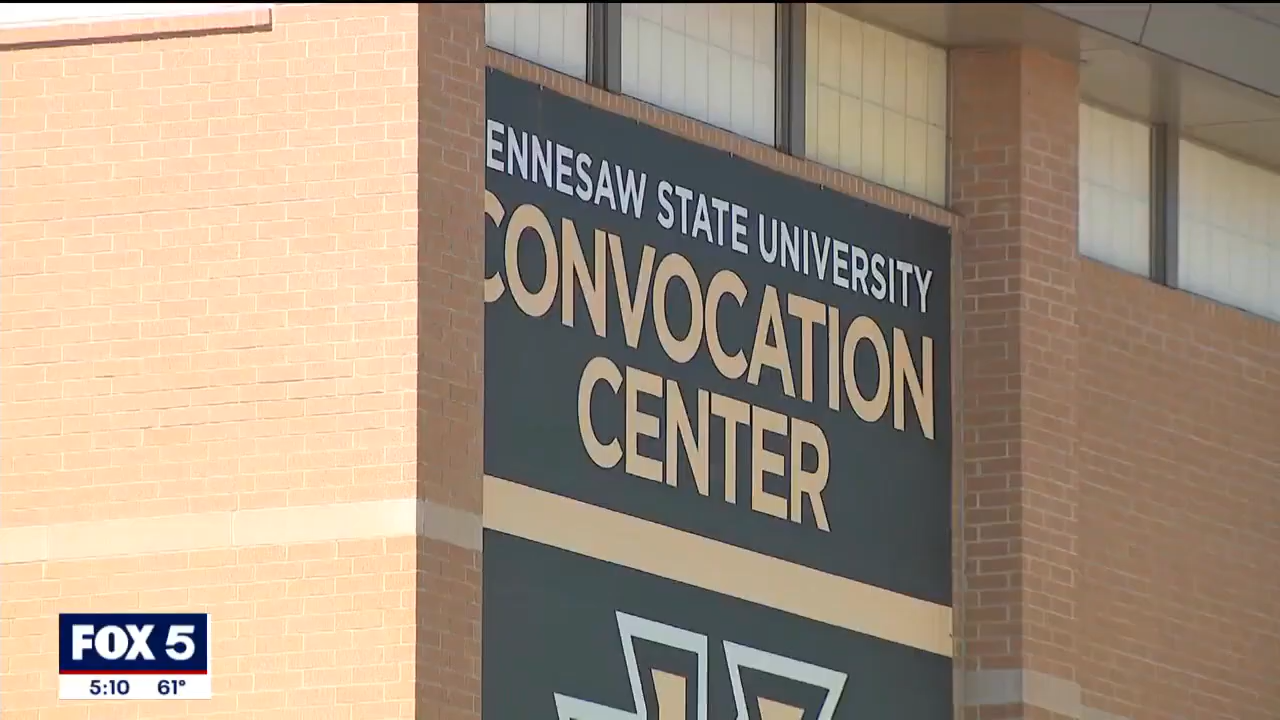 ENNESAW STATE UNIVERSITY
CONVOCATION
CENTER
FOX 5
5:10 61°